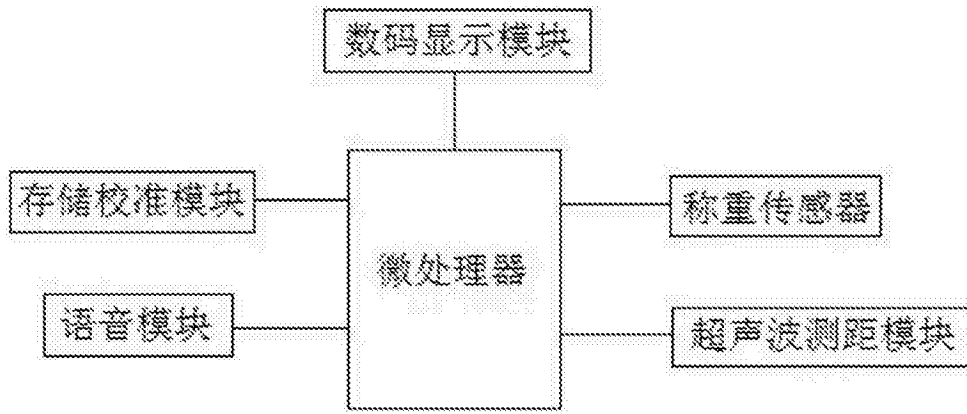 数码显示模块
存储校准模块
称重传感器
微处理器
语音模块
超声波测距模块